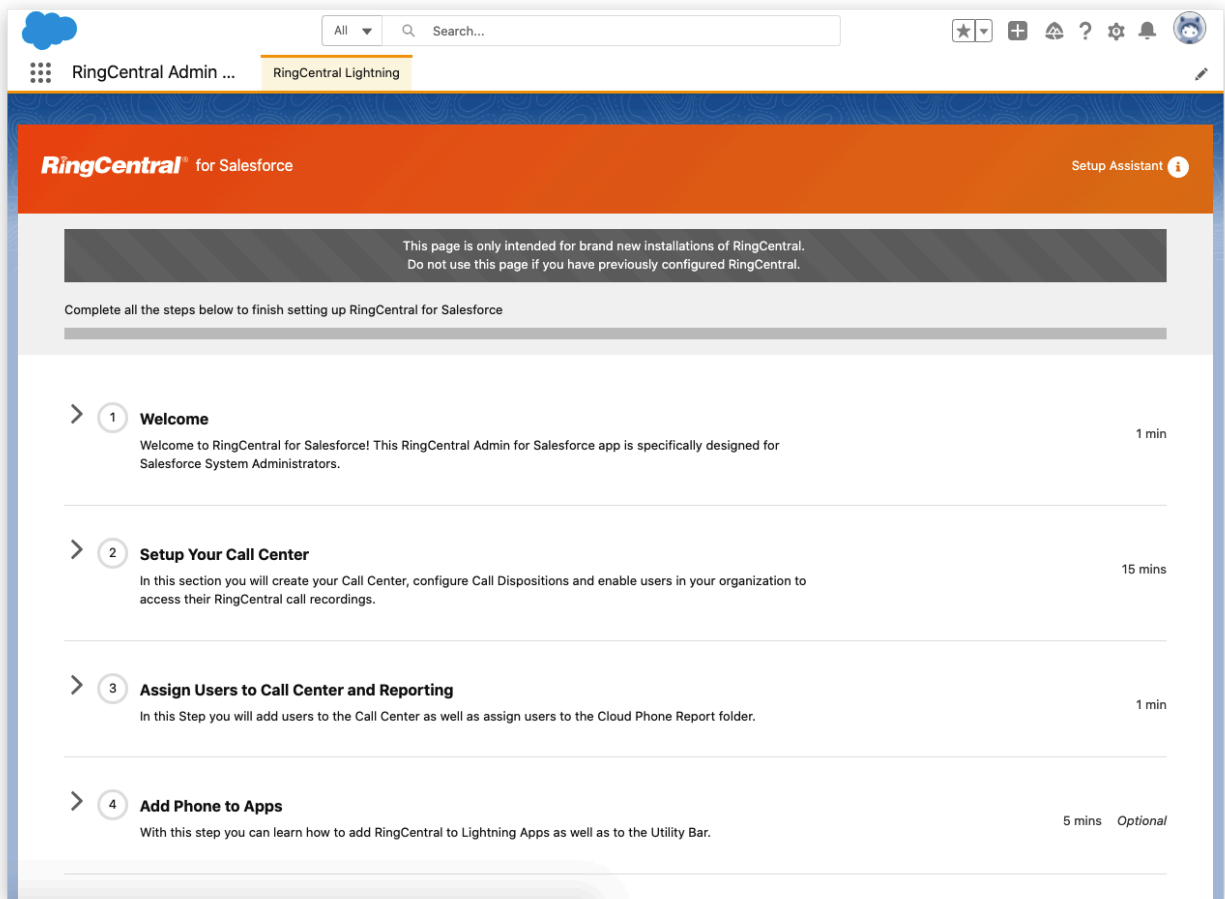 All
Search...
RingCentral Admin ...
RingCentral Lightning
RingCentral® for Salesforce
Setup Assistant
This page is only intended for brand new installations of RingCentral.
Do not use this page if you have previously configured RingCentral.
Complete all the steps below to finish setting up RingCentral for Salesforce
1
Welcome
Welcome to RingCentral for Salesforce! This RingCentral Admin for Salesforce app is specifically designed for
Salesforce System Administrators.
1 min
2
Setup Your Call Center
In this section you will create your Call Center, configure Call Dispositions and enable users in your organization to
access their RingCentral call recordings.
15 mins
3
Assign Users to Call Center and Reporting
In this Step you will add users to the Call Center as well as assign users to the Cloud Phone Report folder.
1 min
4
Add Phone to Apps
With this step you can learn how to add RingCentral to Lightning Apps as well as to the Utility Bar.
5 mins Optional